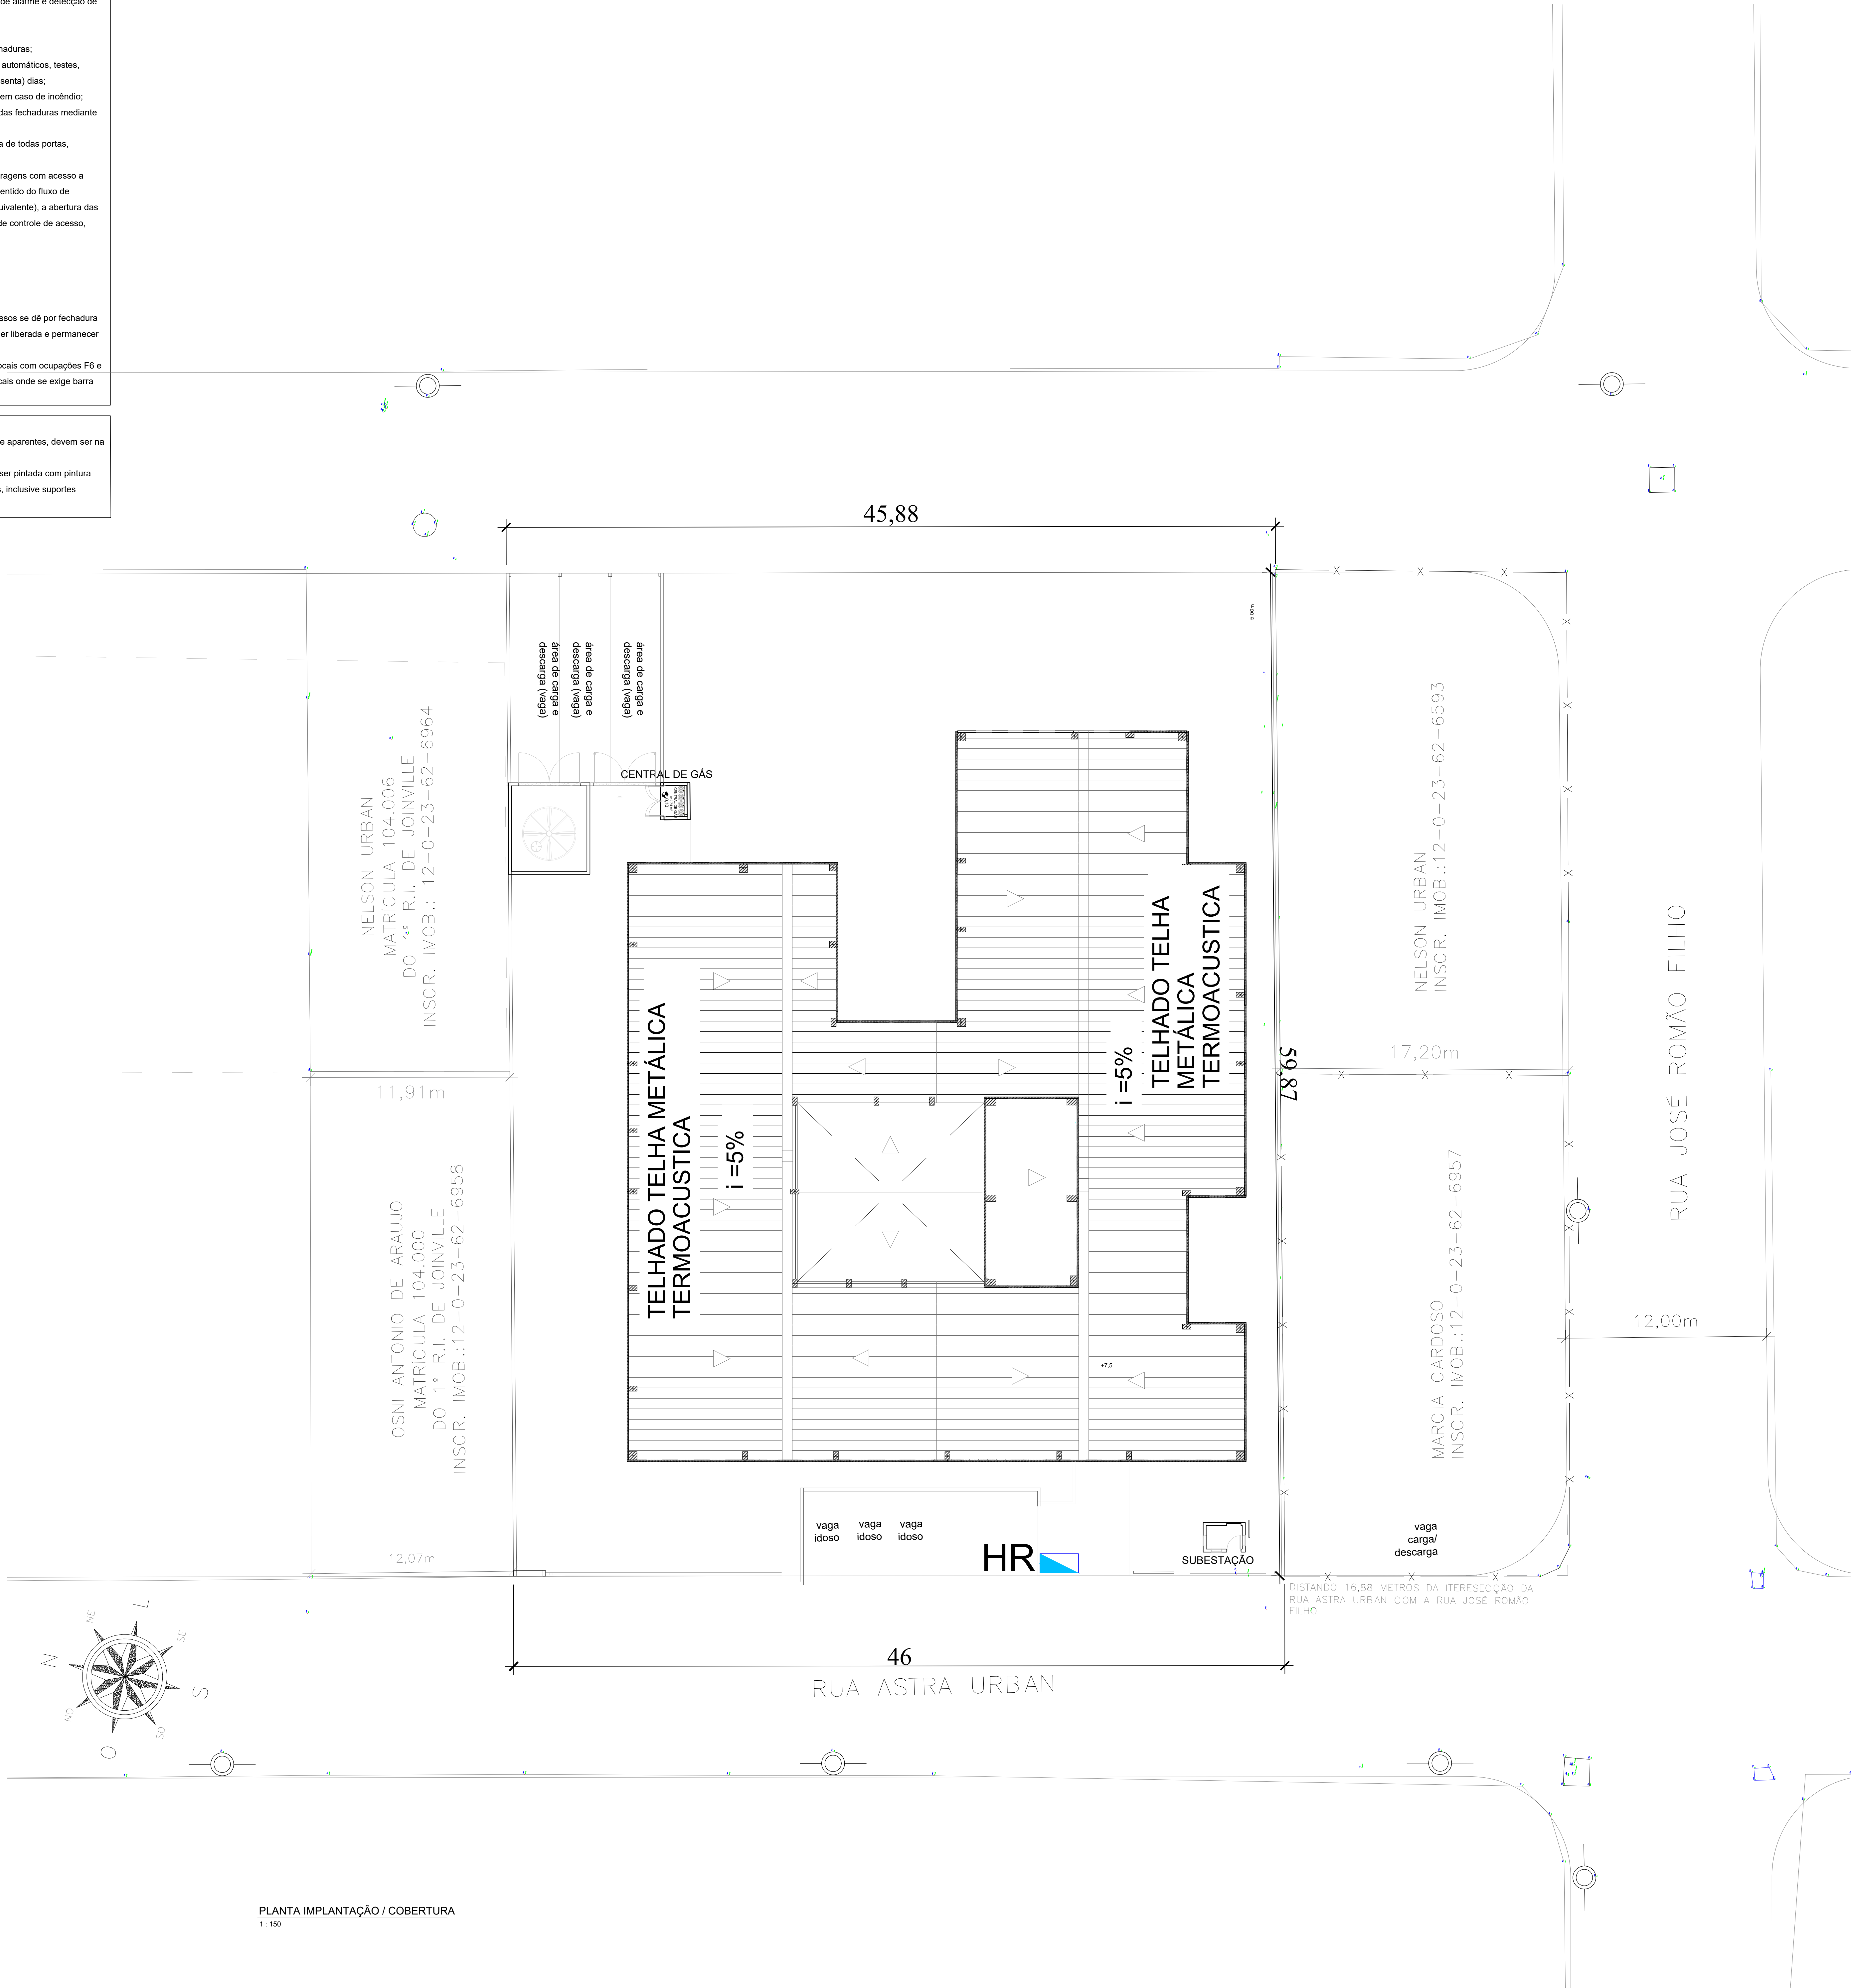 de alarme e detecção de
haduras;
automáticos, testes,
senta) dias;
em caso de incêndio;
das fechaduras mediante
a de todas portas,
ragens com acesso a
entido do fluxo de
quivalente), a abertura das
de controle de acesso,
ssos se dê por fechadura
er liberada e permanecer
ocais com ocupações F6 e
cais onde se exige barra
e aparentes, devem ser na
ser pintada com pintura
s, inclusive suportes
45,88
5,00m
área de carga e
descarga (vaga)
área de carga e
descarga (vaga)
área de carga e
descarga (vaga)
CENTRAL DE GÁS
NELSON URBAN
MATRÍCULA 104.006
DO 1º R.I. DE JOINVILLE
INSCR. IMOB.: 12-0-23-62-6964
NELSON URBAN
INSCR. IMOB.:12-0-23-62-6593
RUA JOSÉ ROMÃO FILHO
TELHADO TELHA METÁLICA
TERMOACUSTICA
i =5%
TELHADO TELHA
METÁLICA
TERMOACUSTICA
i =5%
59,87
17,20m
11,91m
OSNI ANTONIO DE ARAUJO
MATRÍCULA 104.000
DO 1º R.I. DE JOINVILLE
INSCR. IMOB.:12-0-23-62-6958
MARCIA CARDOSO
INSCR. IMOB.:12-0-23-62-6957
12,00m
+7,5
vaga
idoso
vaga
idoso
vaga
idoso
HR
SUBESTAÇÃO
vaga
carga/
descarga
12,07m
DISTANDO 16,88 METROS DA ITERESECÇÃO DA
RUA ASTRA URBAN COM A RUA JOSÉ ROMÃO
FILHO
46
RUA ASTRA URBAN
N
NE
L
SE
S
SO
O
NO
PLANTA IMPLANTAÇÃO / COBERTURA
1 : 150